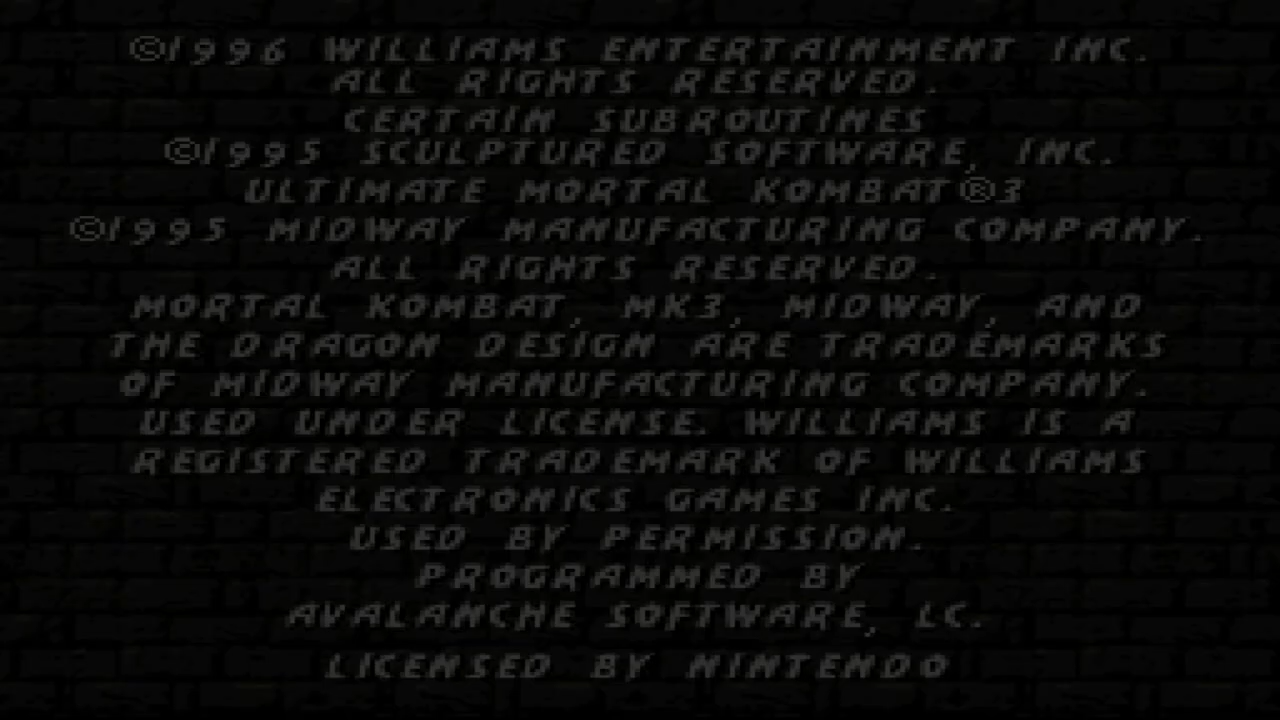 ©1996 WILLIAMS ENTERTAINMENT INC.
ALL RIGHTS RESERVED.
CERTAIN SUBROUTINES
©1995 SCULPTURED SOFTWARE, INC.
ULTIMATE MORTAL KOMBAT®3
©1995 MIDWAY MANUFACTURING COMPANY.
ALL RIGHTS RESERVED.
MORTAL KOMBAT, MK3, MIDWAY, AND
THE DRAGON DESIGN ARE TRADEMARKS
OF MIDWAY MANUFACTURING COMPANY.
USED UNDER LICENSE. WILLIAMS IS A
REGISTERED TRADEMARK OF WILLIAMS
ELECTRONICS GAMES INC.
USED BY PERMISSION.
PROGRAMMED BY
AVALANCHE SOFTWARE, LC.
LICENSED BY NINTENDO